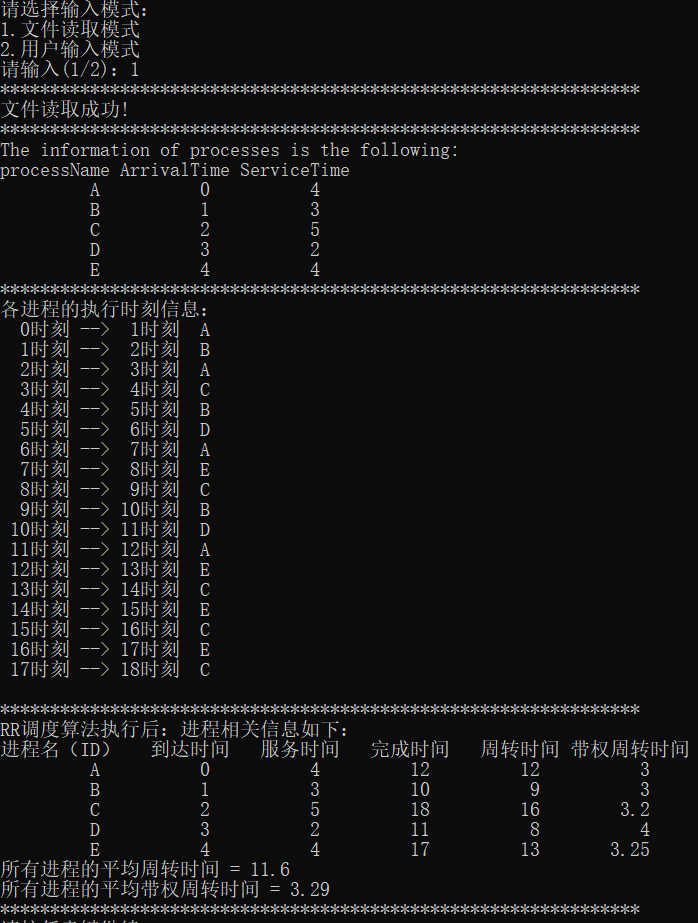 请选择输入模式:
1.文件读取模式
2.用户输入模式
请输入(1/2): 1
****************************************************************
文件读取成功!
****************************************************************
The information of processes is the following:
processName ArrivalTime ServiceTime
A 0 4
B 1 3
C 2 5
D 3 2
E 4 4
****************************************************************
各进程的执行时刻信息:
0时刻 --> 1时刻 A
1时刻 --> 2时刻 B
2时刻 --> 3时刻 A
3时刻 --> 4时刻 C
4时刻 --> 5时刻 B
5时刻 --> 6时刻 D
6时刻 --> 7时刻 A
7时刻 --> 8时刻 E
8时刻 --> 9时刻 C
9时刻 --> 10时刻 B
10时刻 --> 11时刻 D
11时刻 --> 12时刻 A
12时刻 --> 13时刻 E
13时刻 --> 14时刻 C
14时刻 --> 15时刻 E
15时刻 --> 16时刻 C
16时刻 --> 17时刻 E
17时刻 --> 18时刻 C
****************************************************************
RR调度算法执行后: 进程相关信息如下:
进程名（ID） 到达时间 服务时间 完成时间 周转时间 带权周转时间
A 0 4 12 12 3
B 1 3 10 9 3
C 2 5 18 16 3.2
D 3 2 11 8 4
E 4 4 17 13 3.25
所有进程的平均周转时间 = 11.6
所有进程的平均带权周转时间 = 3.29
****************************************************************